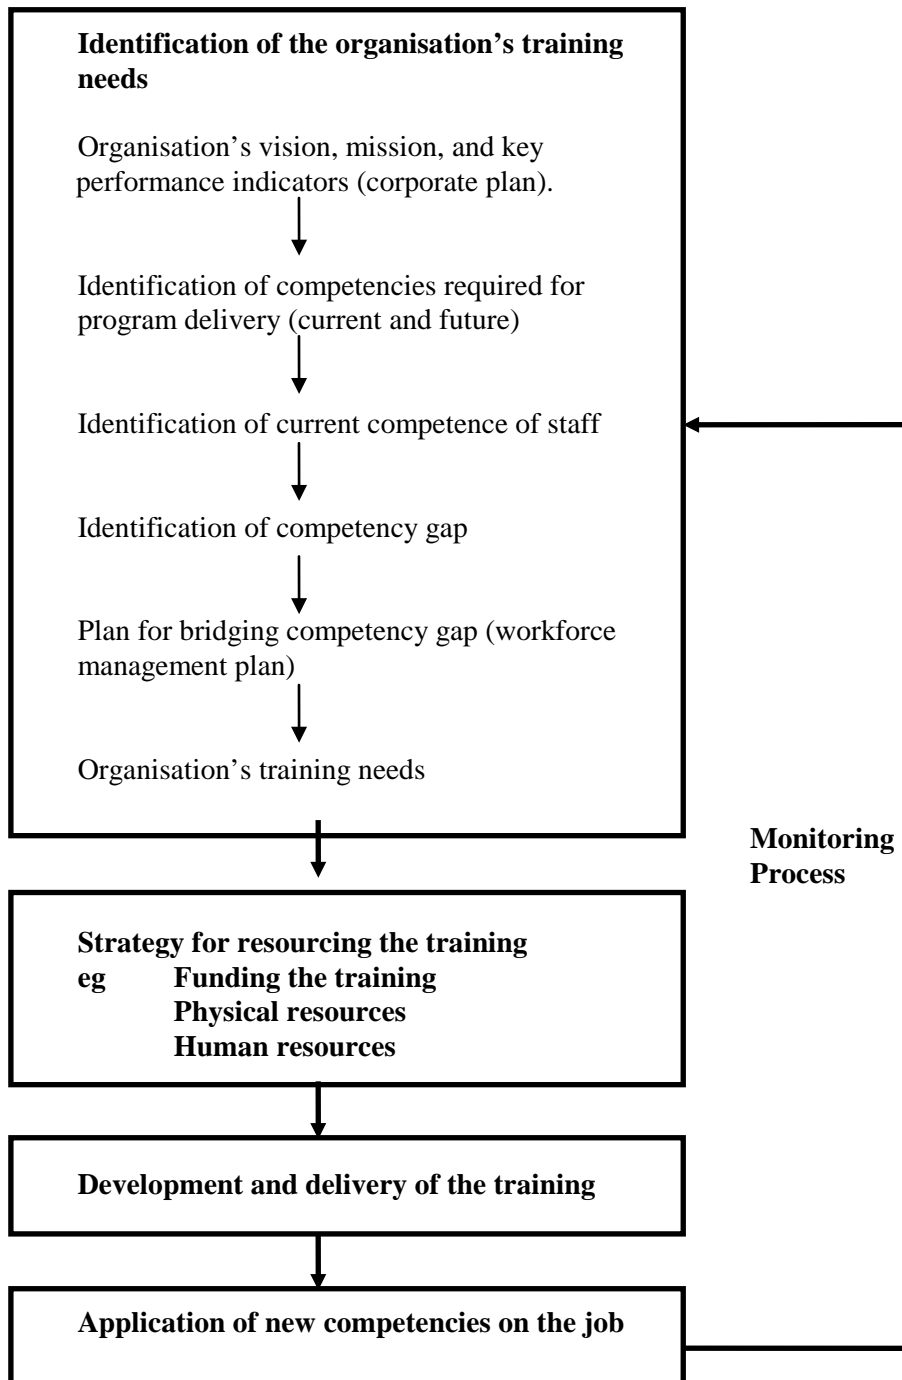 Identification of the organisation’s training
needs
Organisation’s vision, mission, and key
performance indicators (corporate plan).
Identification of competencies required for
program delivery (current and future)
Identification of current competence of staff
Identification of competency gap
Plan for bridging competency gap (workforce
management plan)
Organisation’s training needs
Monitoring
Process
Strategy for resourcing the training
eg Funding the training
Physical resources
Human resources
Development and delivery of the training
Application of new competencies on the job